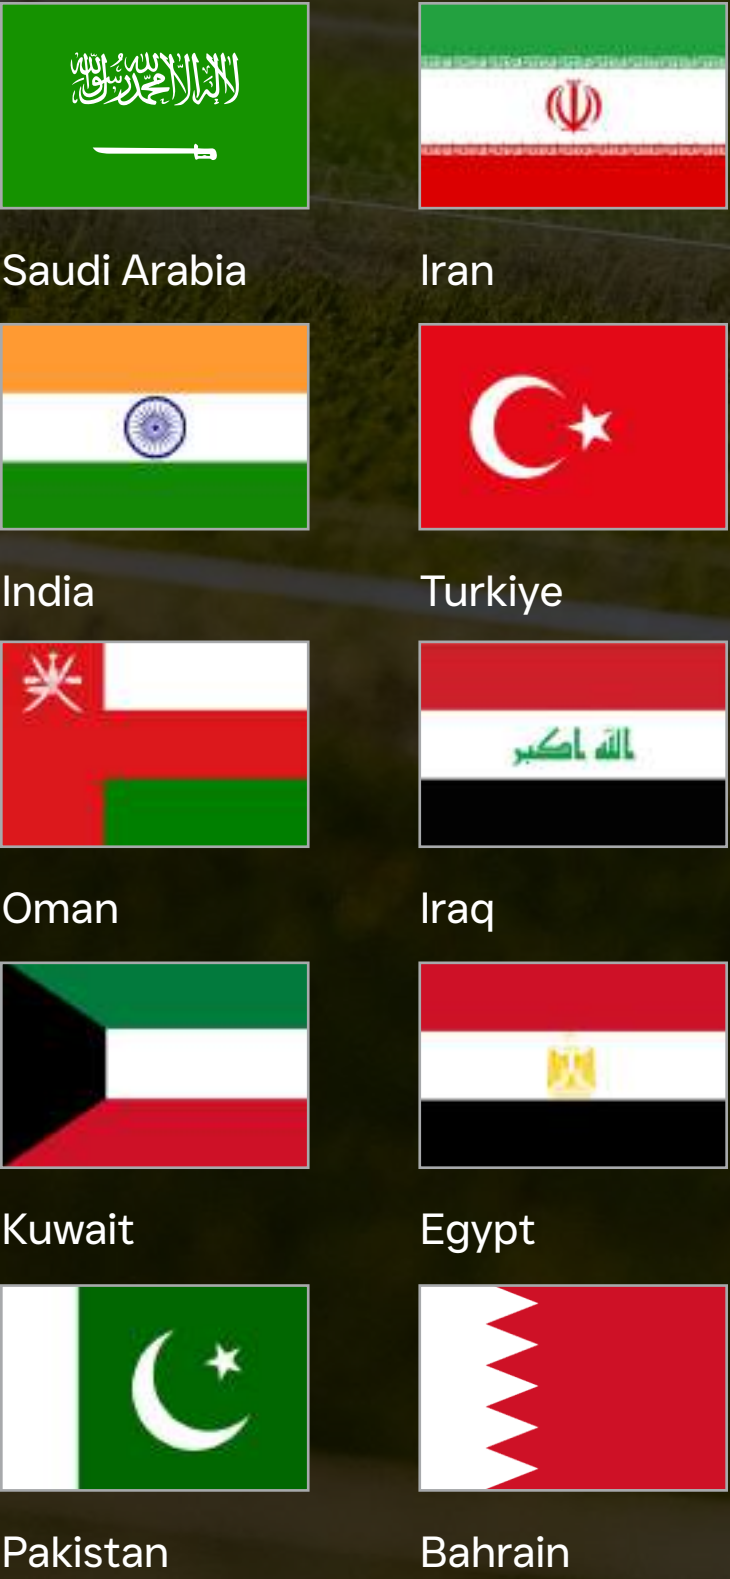 لا إله إلا الله محمد رسول الله
Saudi Arabia
Iran
India
Turkiye
Oman
الله اكبر
Iraq
Kuwait
Egypt
Pakistan
Bahrain